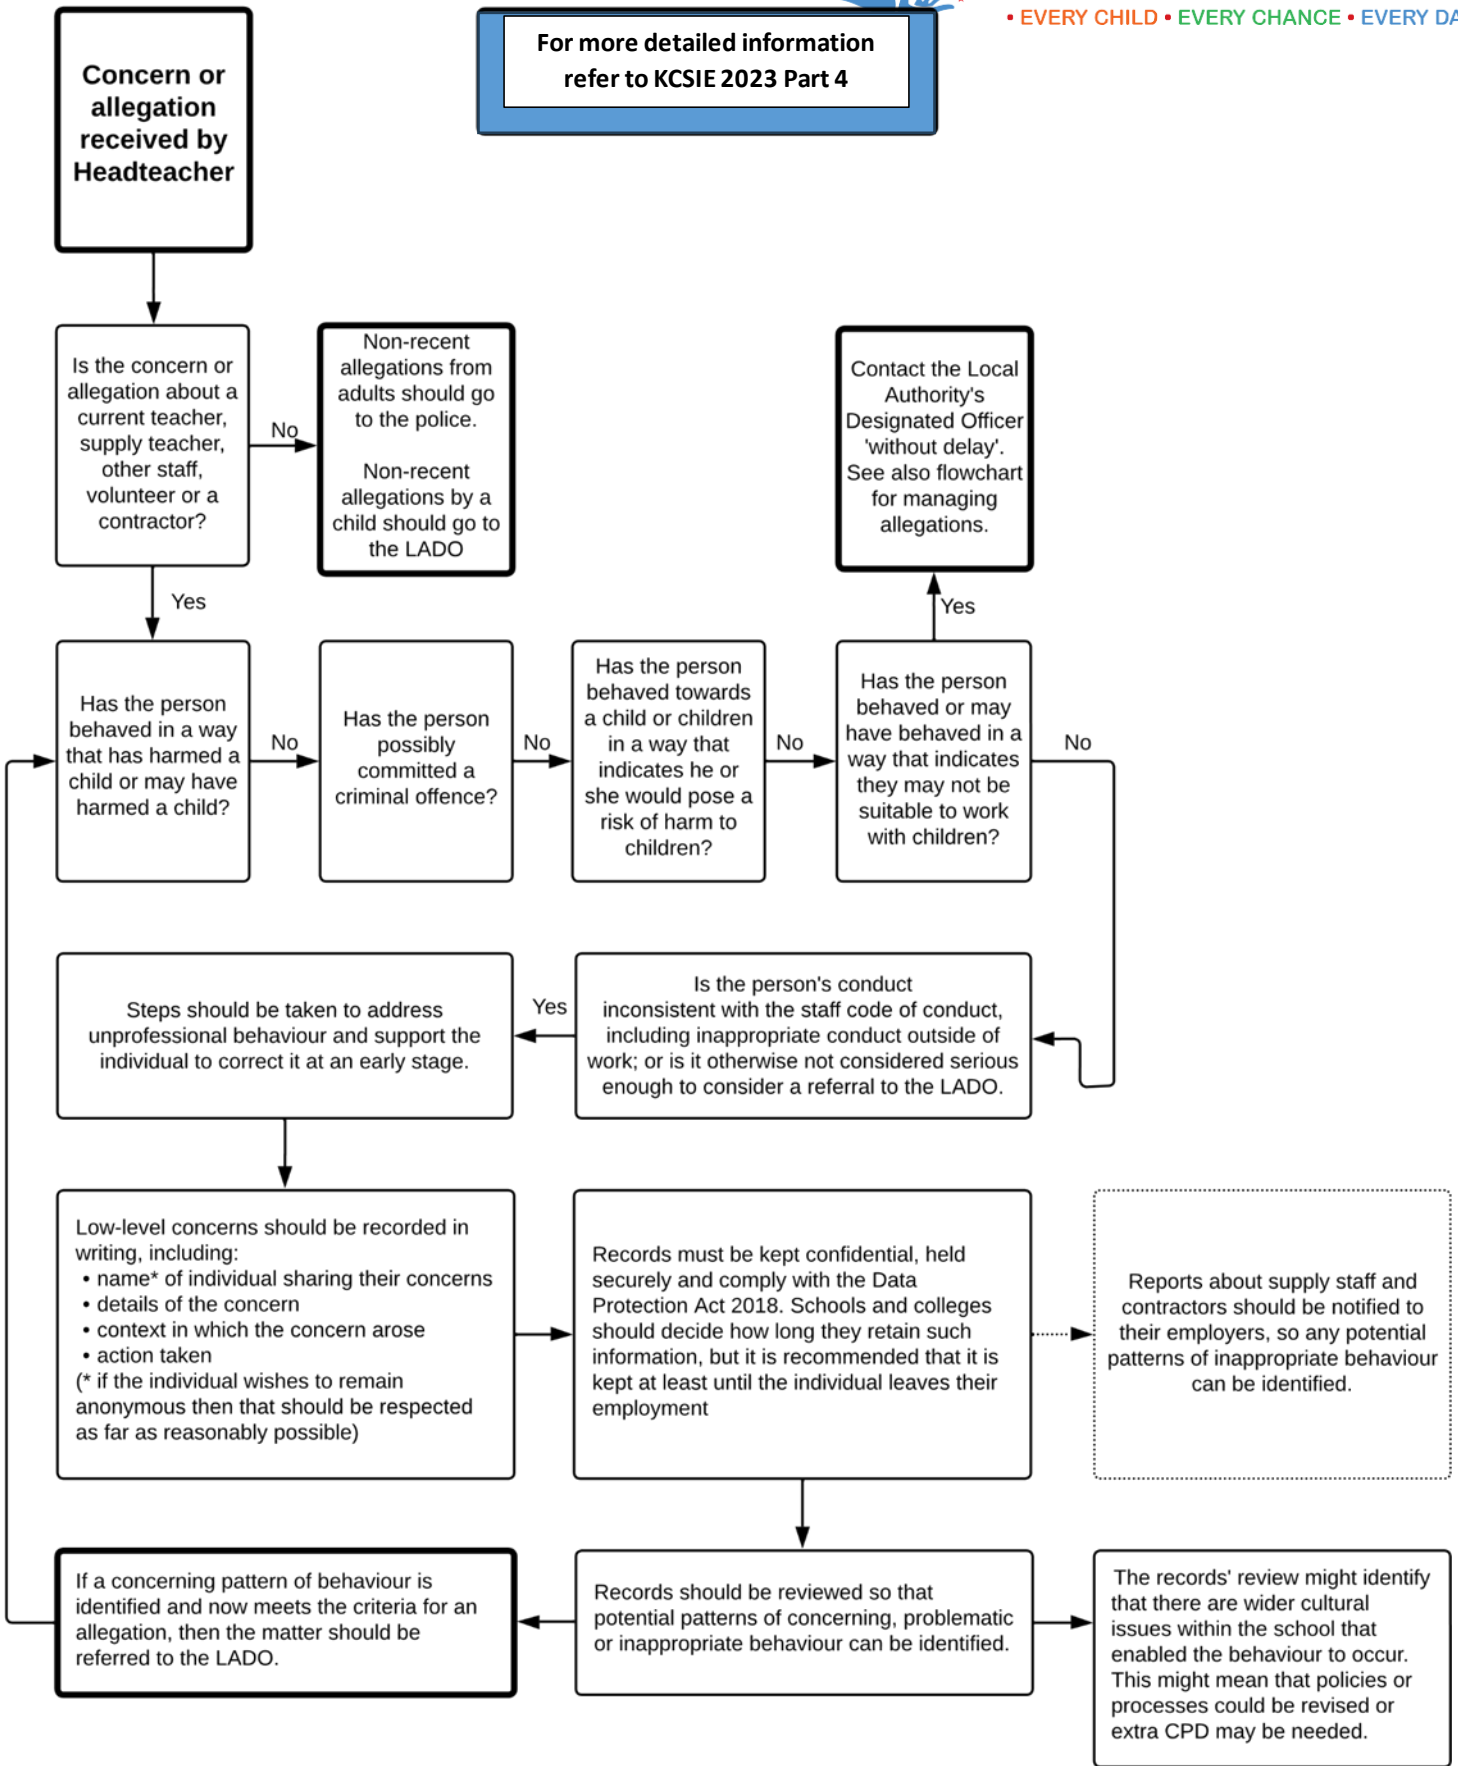 • EVERY CHILD • EVERY CHANCE • EVERY DA
For more detailed information
refer to KCSIE 2023 Part 4
Concern or
allegation
received by
Headteacher
Is the concern or
allegation about a
current teacher,
supply teacher,
other staff,
volunteer or a
contractor?
No
Non-recent
allegations from
adults should go
to the police.
Non-recent
allegations by a
child should go to
the LADO
Contact the Local
Authority's
Designated Officer
'without delay'.
See also flowchart
for managing
allegations.
Yes
Yes
Has the person
behaved in a way
that has harmed a
child or may have
harmed a child?
No
Has the person
possibly
committed a
criminal offence?
No
Has the person
behaved towards
a child or children
in a way that
indicates he or
she would pose a
risk of harm to
children?
No
Has the person
behaved or may
have behaved in a
way that indicates
they may not be
suitable to work
with children?
No
Steps should be taken to address
unprofessional behaviour and support the
individual to correct it at an early stage.
Yes
Is the person's conduct
inconsistent with the staff code of conduct,
including inappropriate conduct outside of
work; or is it otherwise not considered serious
enough to consider a referral to the LADO.
Low-level concerns should be recorded in
writing, including:
• name* of individual sharing their concerns
• details of the concern
• context in which the concern arose
• action taken
(* if the individual wishes to remain
anonymous then that should be respected
as far as reasonably possible)
Records must be kept confidential, held
securely and comply with the Data
Protection Act 2018. Schools and colleges
should decide how long they retain such
information, but it is recommended that it is
kept at least until the individual leaves their
employment
Reports about supply staff and
contractors should be notified to
their employers, so any potential
patterns of inappropriate behaviour
can be identified.
If a concerning pattern of behaviour is
identified and now meets the criteria for an
allegation, then the matter should be
referred to the LADO.
Records should be reviewed so that
potential patterns of concerning, problematic
or inappropriate behaviour can be identified.
The records' review might identify
that there are wider cultural
issues within the school that
enabled the behaviour to occur.
This might mean that policies or
processes could be revised or
extra CPD may be needed.